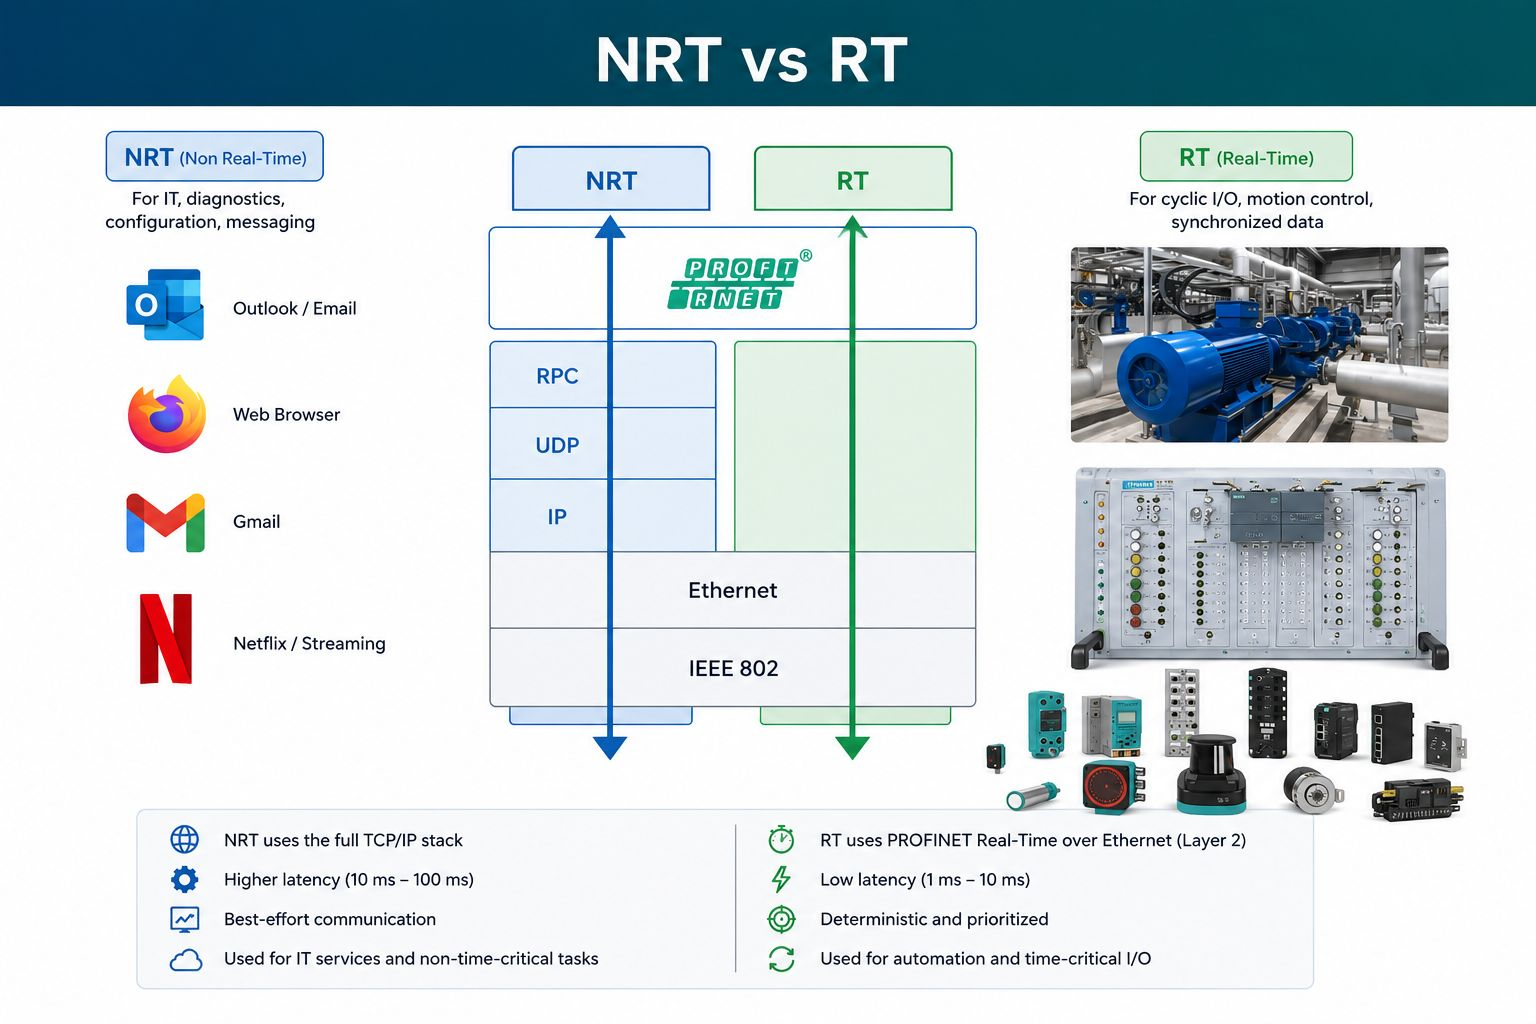 NRT vs RT
NRT (Non Real-Time)
For IT, diagnostics,
configuration, messaging
Outlook / Email
Web Browser
Gmail
Netflix / Streaming
NRT
RT
PROFT
RNET
®
RPC
UDP
IP
Ethernet
IEEE 802
RT (Real-Time)
For cyclic I/O, motion control,
synchronized data
NRT uses the full TCP/IP stack
Higher latency (10 ms – 100 ms)
Best-effort communication
Used for IT services and non-time-critical tasks
RT uses PROFINET Real-Time over Ethernet (Layer 2)
Low latency (1 ms – 10 ms)
Deterministic and prioritized
Used for automation and time-critical I/O